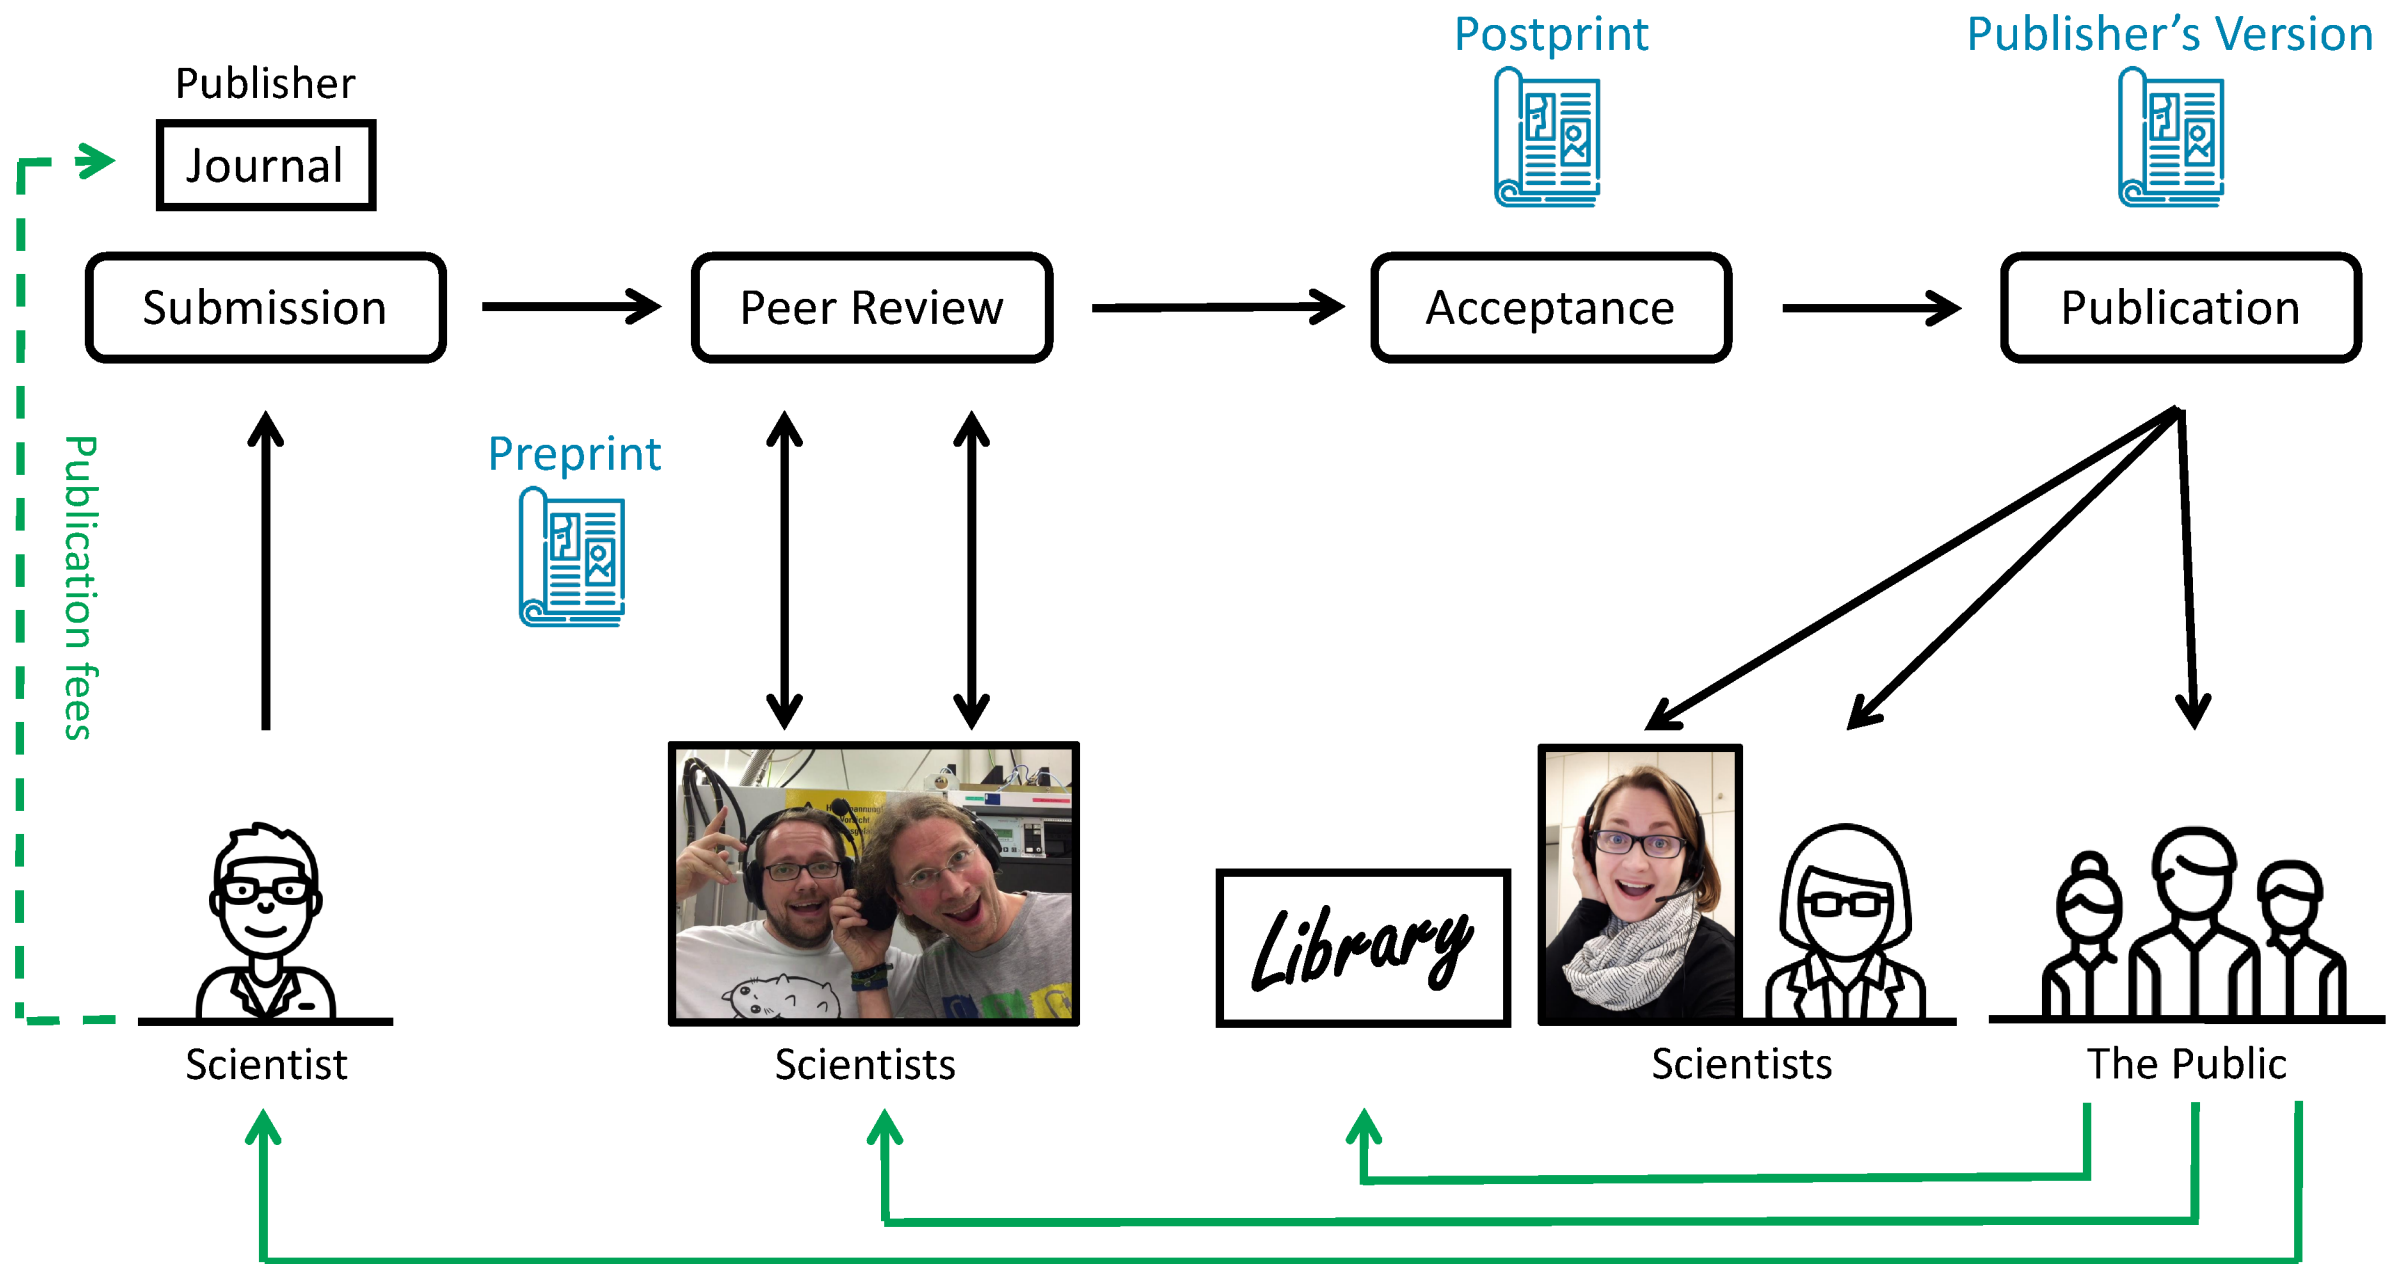 Postprint
Publisher’s Version
Publisher
Journal
Submission
Peer Review
Acceptance
Publication
Publication fees
Preprint
Library
Scientist
Scientists
Scientists
The Public